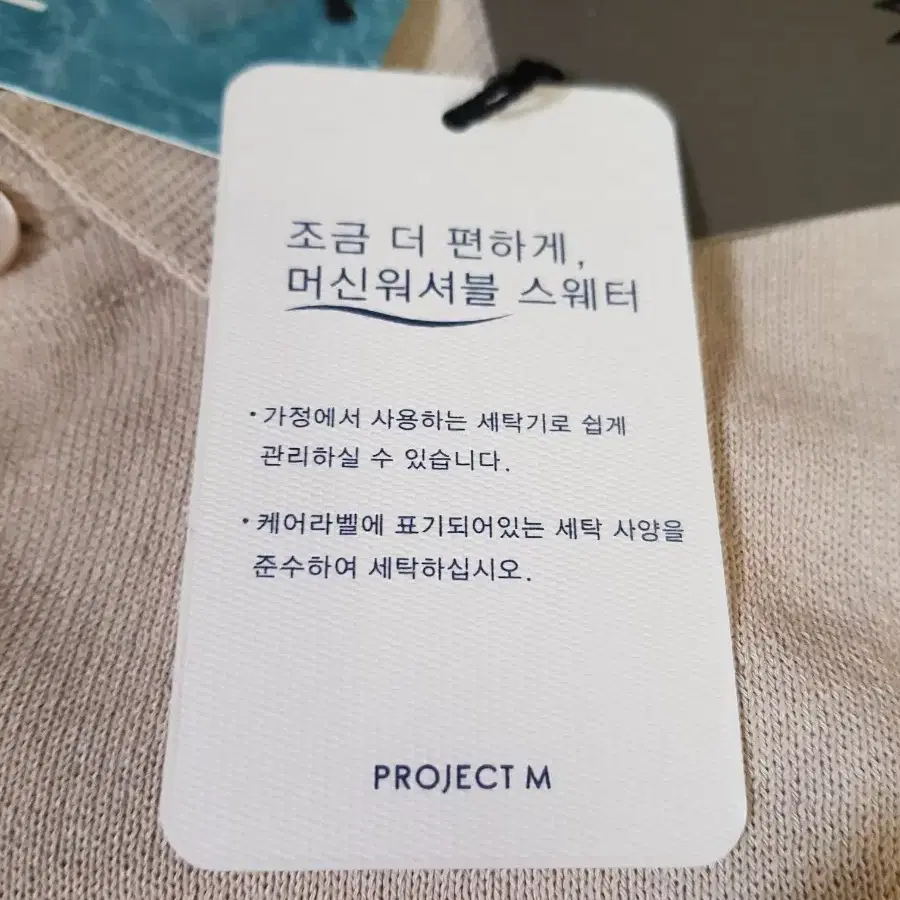 조금 더 편하게,
머신워셔블 스웨터
• 가정에서 사용하는 세탁기로 쉽게
관리하실 수 있습니다.
• 케어라벨에 표기되어있는 세탁 사양을
준수하여 세탁하십시오.
PROJECT M